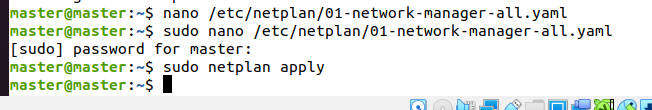 master@master:~$ nano /etc/netplan/01-network-manager-all.yaml
master@master:~$ sudo nano /etc/netplan/01-network-manager-all.yaml
[sudo] password for master:
master@master:~$ sudo netplan apply
master@master:~$